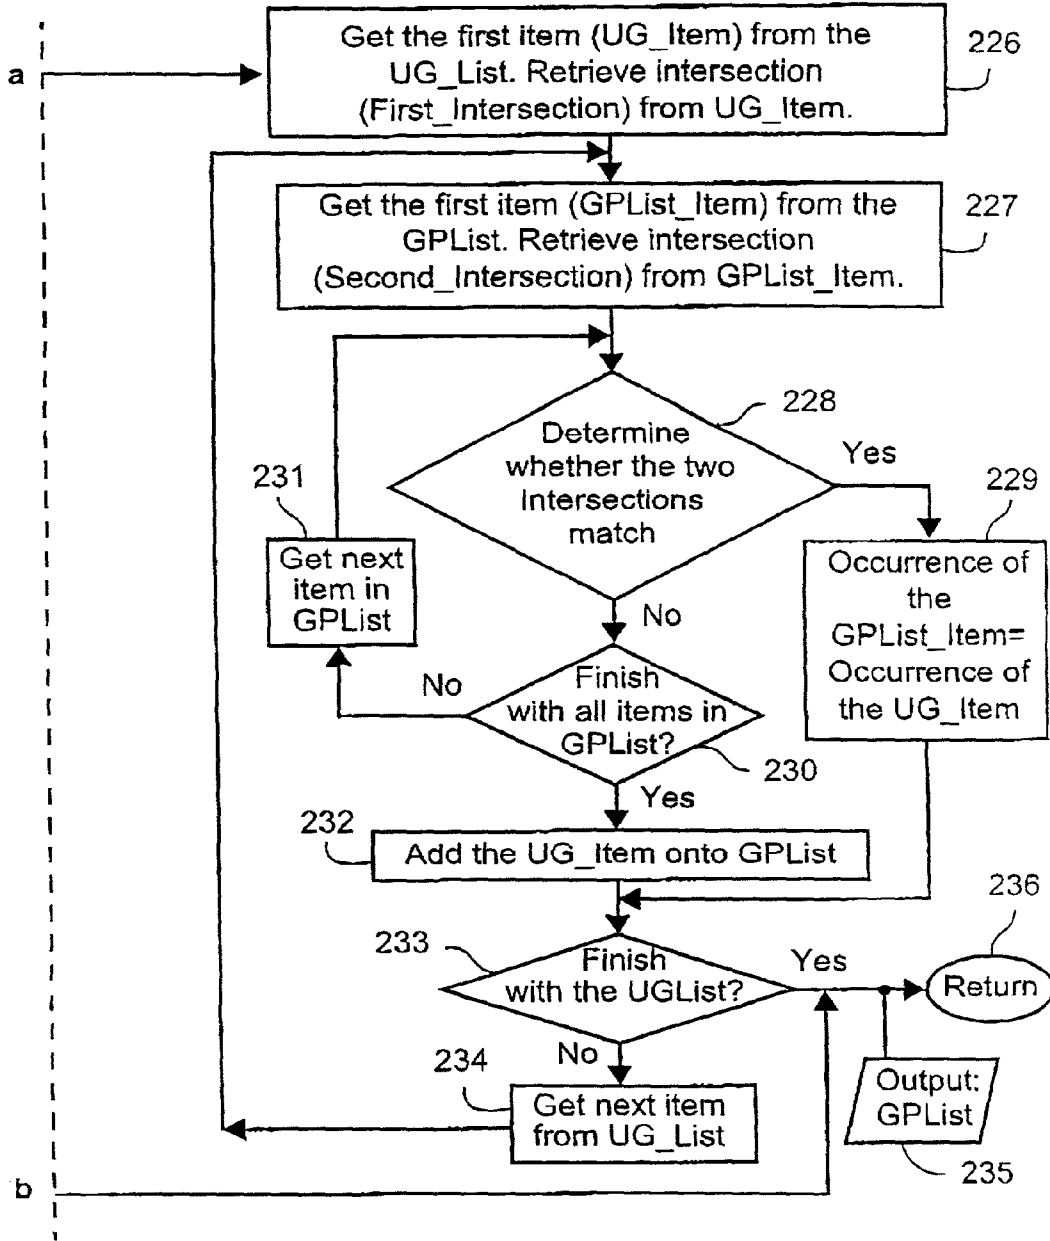 a
Get the first item (UG_Item) from the
UG_List. Retrieve intersection
(First_Intersection) from UG_Item.
226
Get the first item (GPList_Item) from the
GPList. Retrieve intersection
(Second_Intersection) from GPList_Item.
227
228
Determine
whether the two
Intersections
match
Yes
231
Get next
item in
GPList
229
Occurrence of
the
GPList_Item=
Occurrence of
the UG_Item
No
Finish
with all items in
GPList?
No
230
Yes
232
Add the UG_Item onto GPList
233
Finish
with the UGList?
Yes
236
Return
No
234
Get next item
from UG_List
Output:
GPList
235
b